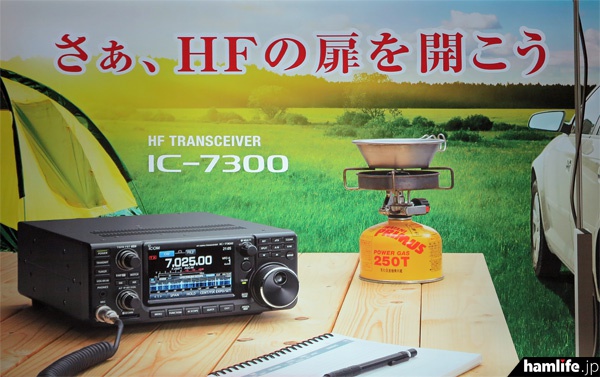 さぁ、HFの扉を開こう
HF TRANSCEIVER
IC-7300
ICOM
7,025.00
PRIMUS
POWER GAS
250T
hamlife.jp